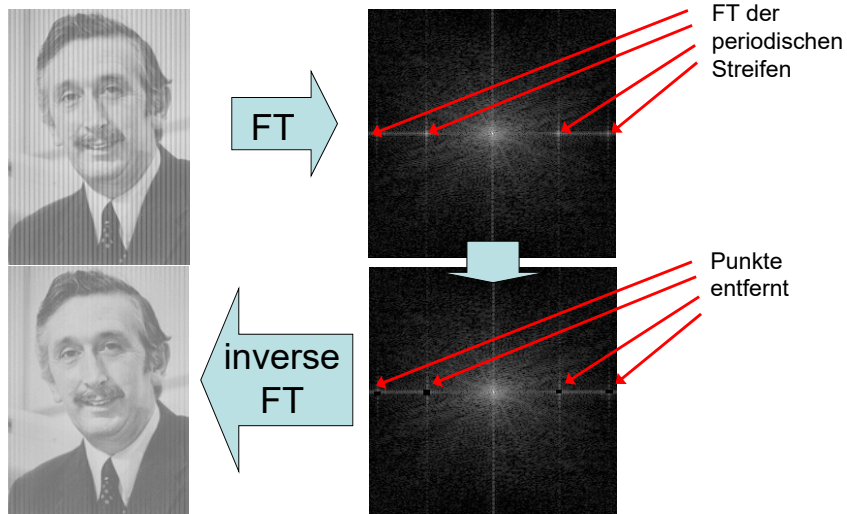 FT
FT der
periodischen
Streifen
inverse
FT
Punkte
entfernt